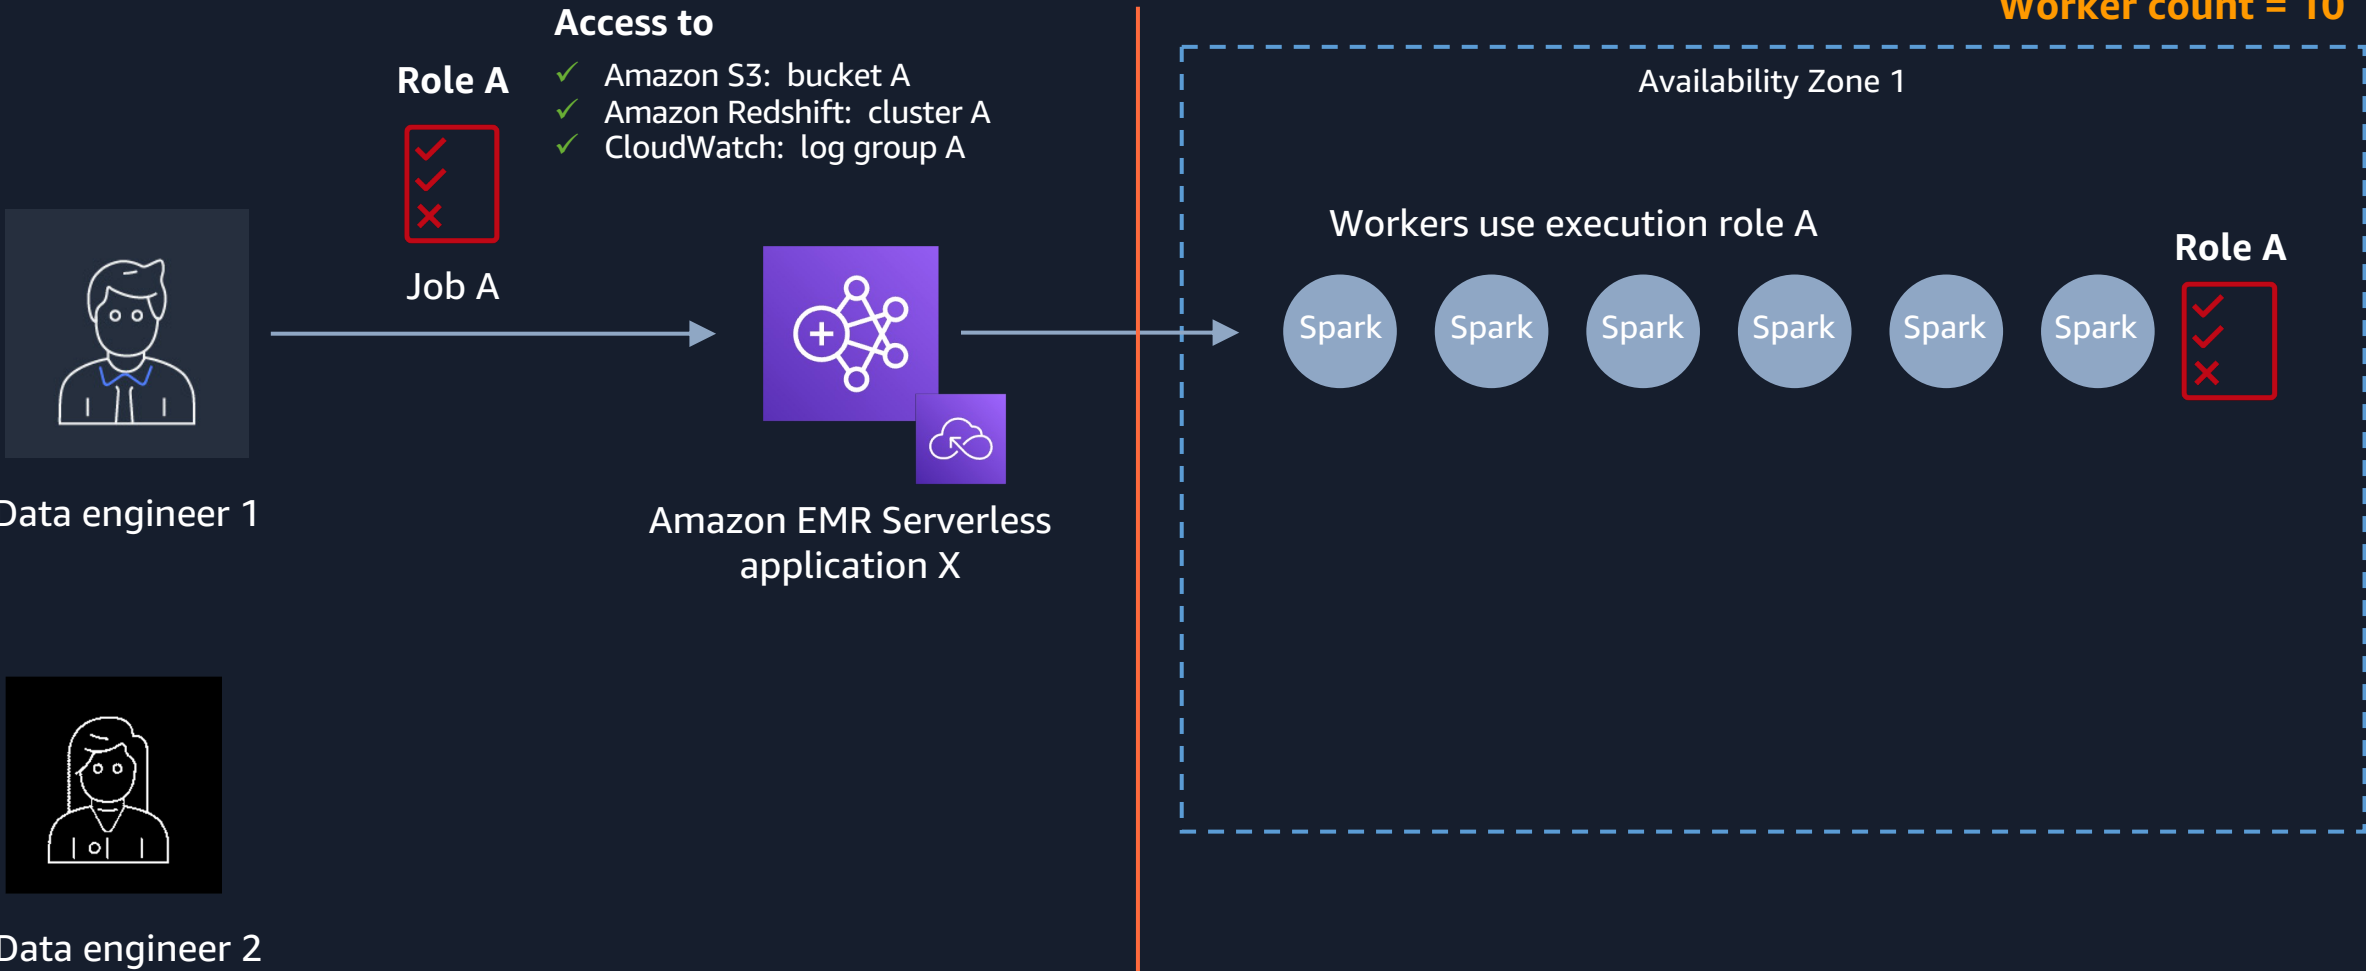 Access to
Worker count = 10
Role A
Amazon S3: bucket A
Amazon Redshift: cluster A
CloudWatch: log group A
Availability Zone 1
Job A
Workers use execution role A
Role A
Spark
Spark
Spark
Spark
Spark
Spark
Data engineer 1
Amazon EMR Serverless
application X
Data engineer 2